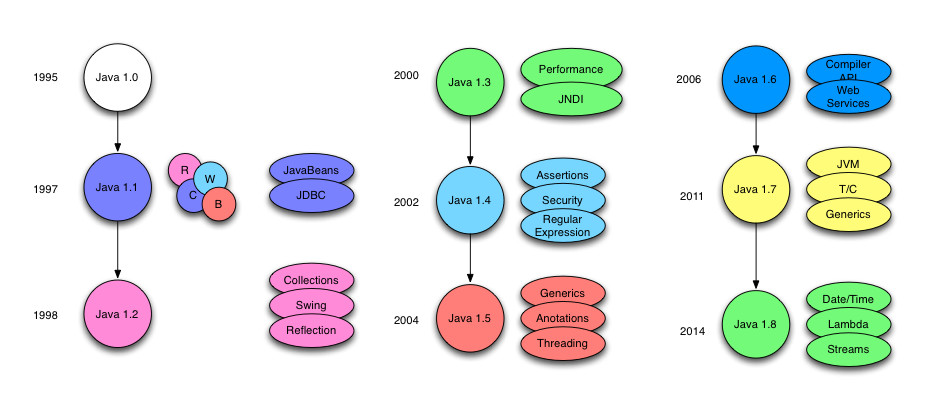 1995
Java 1.0
1997
Java 1.1
R
W
C
B
JavaBeans
JDBC
1998
Java 1.2
Collections
Swing
Reflection
2000
Java 1.3
Performance
JNDI
2002
Java 1.4
Assertions
Security
Regular
Expression
2004
Java 1.5
Generics
Anotations
Threading
2006
Java 1.6
Compiler
API
Web
Services
2011
Java 1.7
JVM
T/C
Generics
2014
Java 1.8
Date/Time
Lambda
Streams